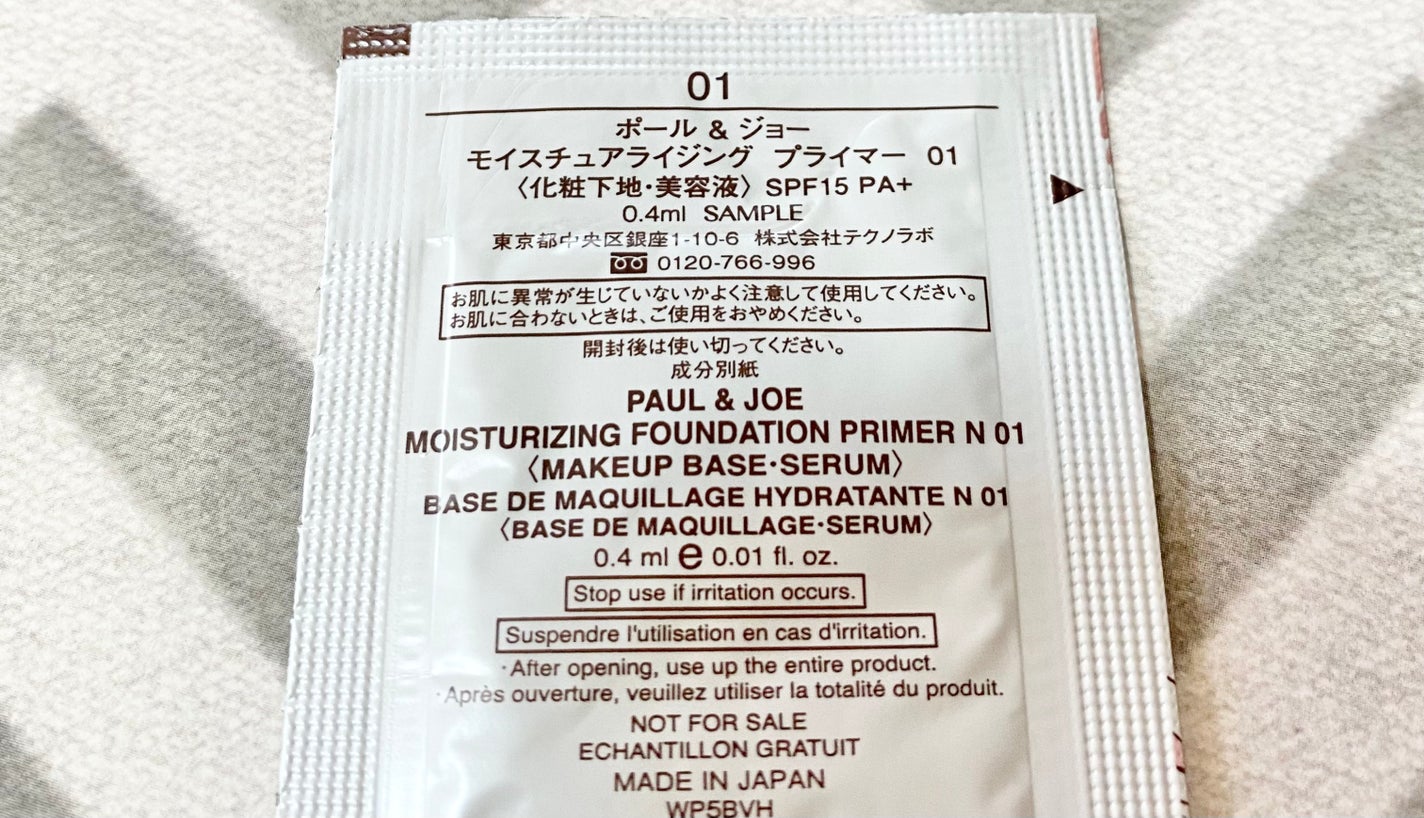 01
ポール & ジョー
モイスチュアライジング プライマー 01
〈化粧下地・美容液〉 SPF15 PA+
0.4ml SAMPLE
東京都中央区銀座1-10-6 株式会社テクノラボ
0120-766-996
お肌に異常が生じていないかよく注意して使用してください。
お肌に合わないときは、ご使用をおやめください。
開封後は使い切ってください。
成分別紙
PAUL & JOE
MOISTURIZING FOUNDATION PRIMER N 01
〈MAKEUP BASE・SERUM〉
BASE DE MAQUILLAGE HYDRATANTE N 01
〈BASE DE MAQUILLAGE・SERUM〉
0.4 ml e 0.01 fl. oz.
Stop use if irritation occurs.
Suspendre l'utilisation en cas d'irritation.
・After opening, use up the entire product.
・Après ouverture, veuillez utiliser la totalité du produit.
NOT FOR SALE
ECHANTILLON GRATUIT
MADE IN JAPAN
WP5BVH